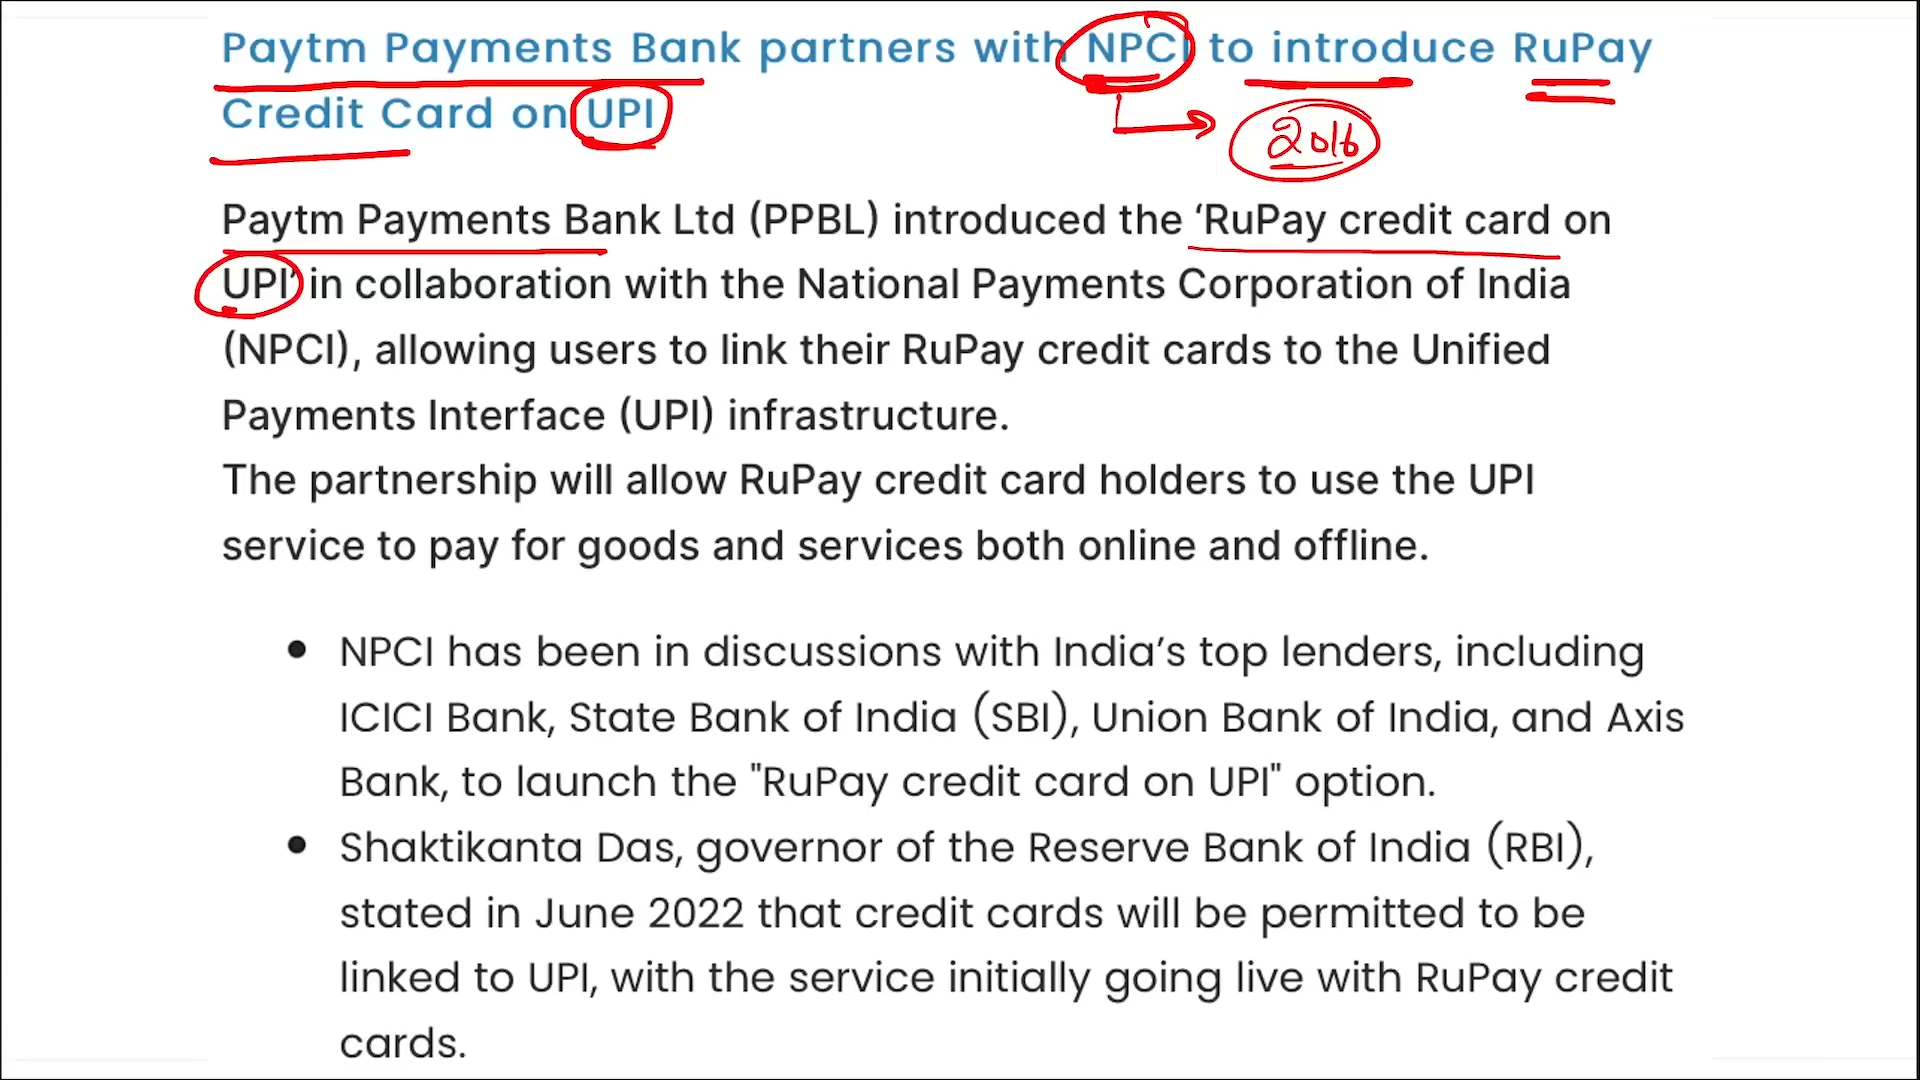 Paytm Payments Bank partners with NPCI to introduce RuPay
Credit Card on UPI
2016
Paytm Payments Bank Ltd (PPBL) introduced the ‘RuPay credit card on
UPI’ in collaboration with the National Payments Corporation of India
(NPCI), allowing users to link their RuPay credit cards to the Unified
Payments Interface (UPI) infrastructure.
The partnership will allow RuPay credit card holders to use the UPI
service to pay for goods and services both online and offline.
• NPCI has been in discussions with India’s top lenders, including
ICICI Bank, State Bank of India (SBI), Union Bank of India, and Axis
Bank, to launch the "RuPay credit card on UPI" option.
• Shaktikanta Das, governor of the Reserve Bank of India (RBI),
stated in June 2022 that credit cards will be permitted to be
linked to UPI, with the service initially going live with RuPay credit
cards.